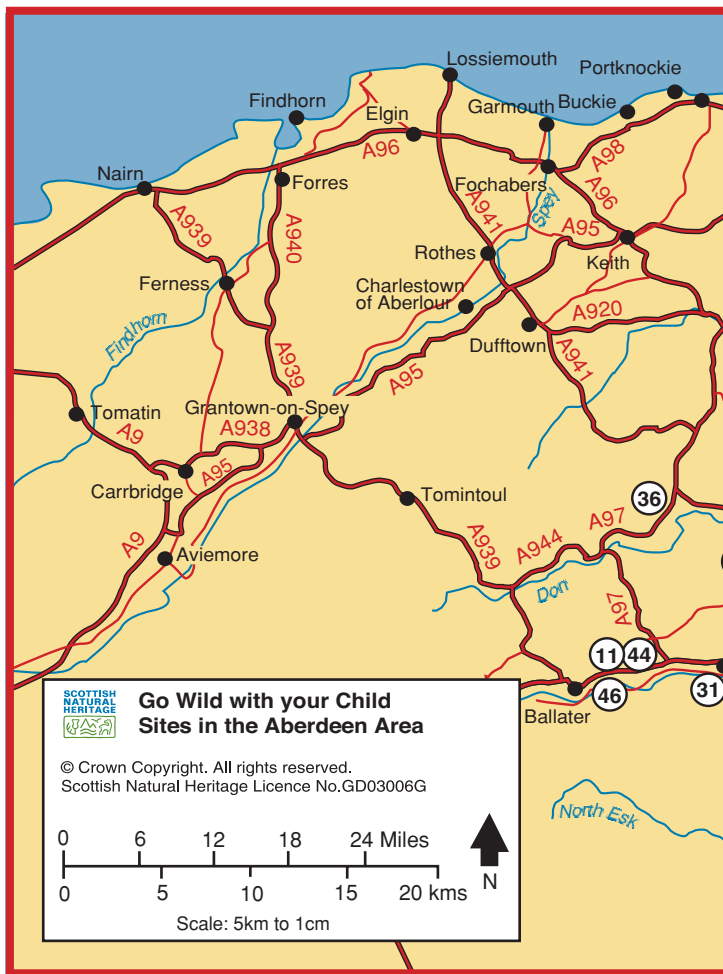 Lossiemouth
Portknockie
Findhorn
Elgin
Garmouth
Buckie
A96
A98
Nairn
Forres
Fochabers
A96
A939
A940
A941
Spey
A95
Rothes
Keith
Ferness
Charlestown
of Aberlour
A920
Findhorn
Dufftown
A941
A939
A95
Grantown-on-Spey
Tomatin
A938
A9
A95
Carrbridge
Tomintoul
36
A97
A9
A939
A944
Aviemore
Don
A97
11
44
46
31
Ballater
SCOTTISH
NATURAL
HERITAGE
Go Wild with your Child
Sites in the Aberdeen Area
© Crown Copyright. All rights reserved.
Scottish Natural Heritage Licence No.GD03006G
North Esk
0 6 12 18 24 Miles
0 5 10 15 20 kms
N
Scale: 5km to 1cm